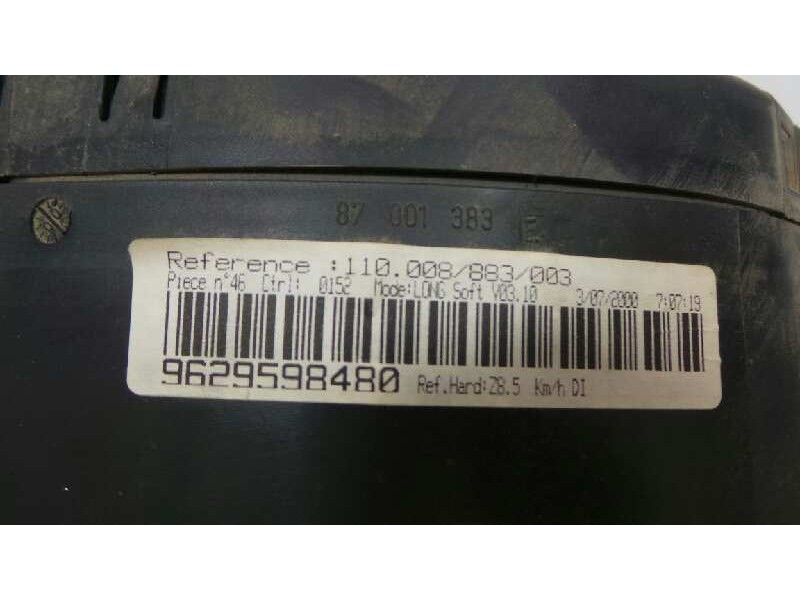 87 001 383
Reference :110.008/883/003
Piece n°46 Ctrl: 0152 Mode:LONG Soft V03.10 3/07/2000 7:07:19
9629598480 Ref.Hard:Z8.5 Km/h DI